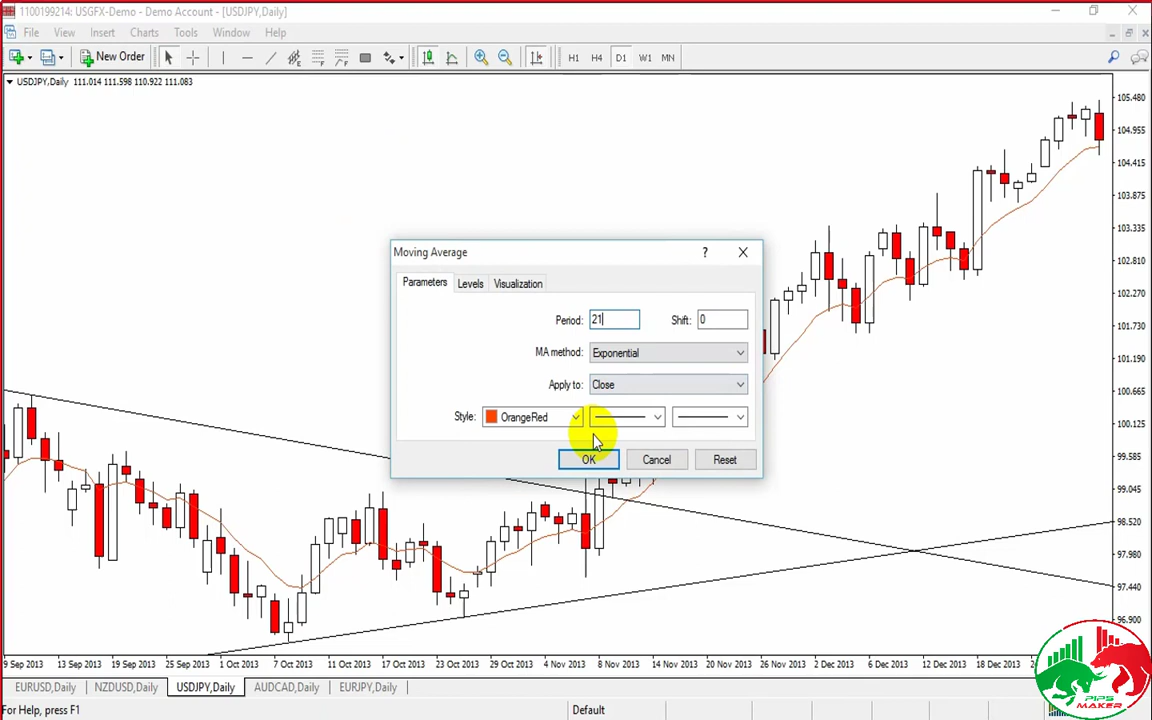 1100199214: USGFX-Demo - Demo Account - [USDJPY,Daily]
File View Insert Charts Tools Window Help
New Order H1 H4 D1 W1 MN
USDJPY,Daily 111.014 111.598 110.922 111.083
105.480
104.955
104.415
103.875
103.335
102.810
102.270
101.730
101.190
100.665
100.125
99.585
99.045
98.520
97.980
97.440
96.900
Moving Average ?
Parameters Levels Visualization
Period: 21 Shift: 0
MA method: Exponential
Apply to: Close
Style: OrangeRed
OK Cancel Reset
9 Sep 2013 13 Sep 2013 19 Sep 2013 25 Sep 2013 1 Oct 2013 7 Oct 2013 11 Oct 2013 17 Oct 2013 23 Oct 2013 29 Oct 2013 4 Nov 2013 8 Nov 2013 14 Nov 2013 20 Nov 2013 26 Nov 2013 2 Dec 2013 6 Dec 2013 12 Dec 2013 18 Dec 2013
EURUSD,Daily NZDUSD,Daily USDJPY,Daily AUDCAD,Daily EURJPY,Daily
PIPS
MAKER
For Help, press F1 Default